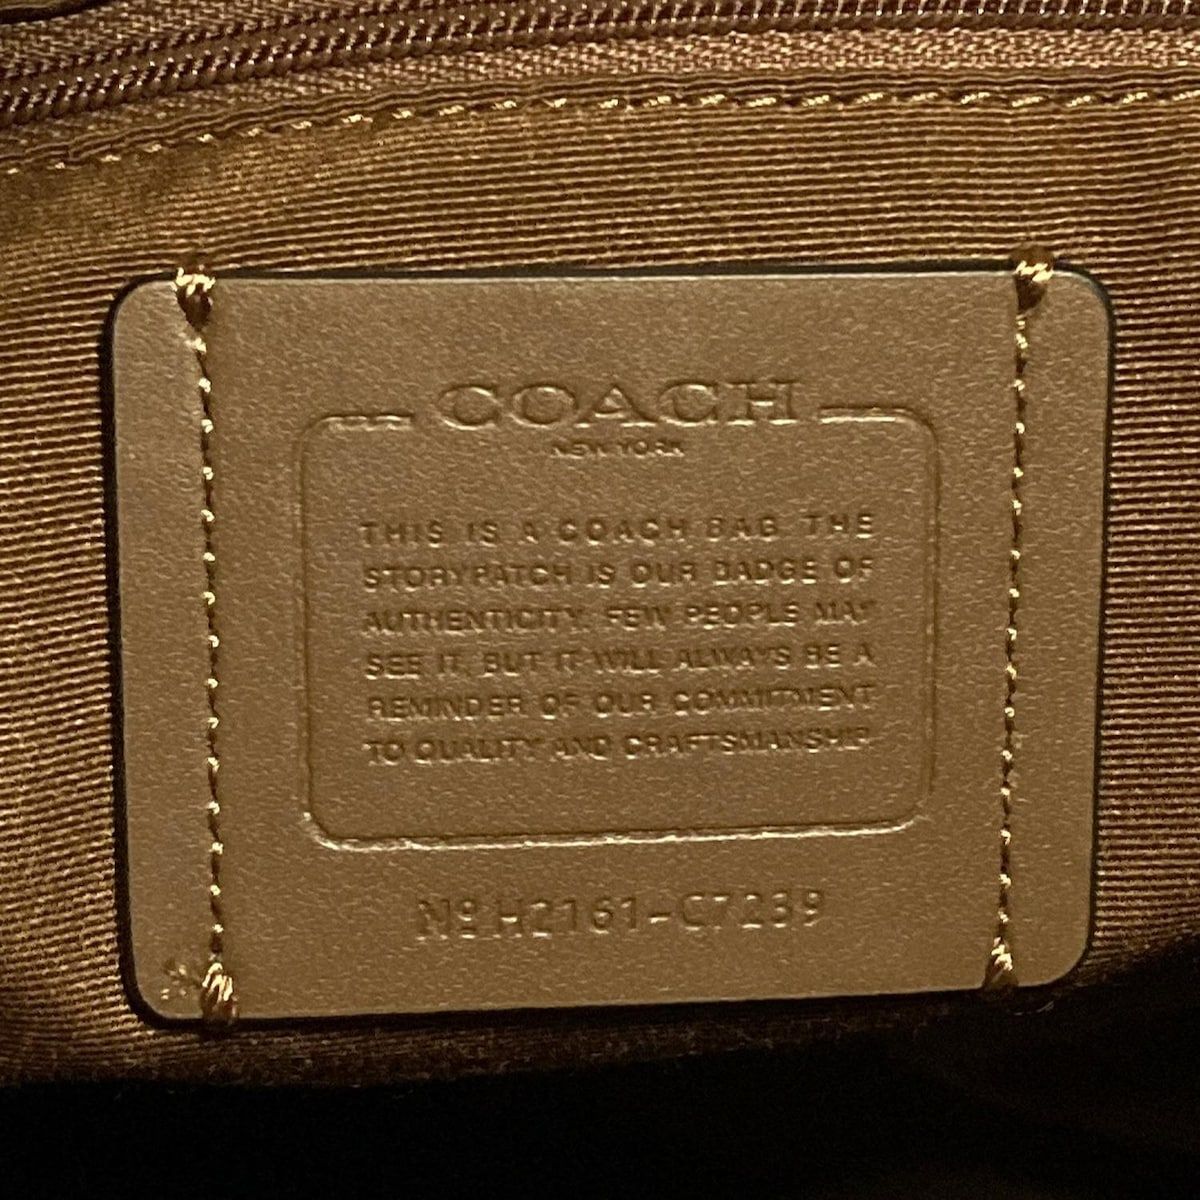 COACH
NEW YORK
THIS IS A COACH BAG THE
STORYPATCH IS OUR BADGE OF
AUTHENTICITY. FEW PEOPLE MAY
SEE IT, BUT IT WILL ALWAYS BE A
REMINDER OF OUR COMMITMENT
TO QUALITY AND CRAFTSMANSHIP.
Nº H2161-C7239